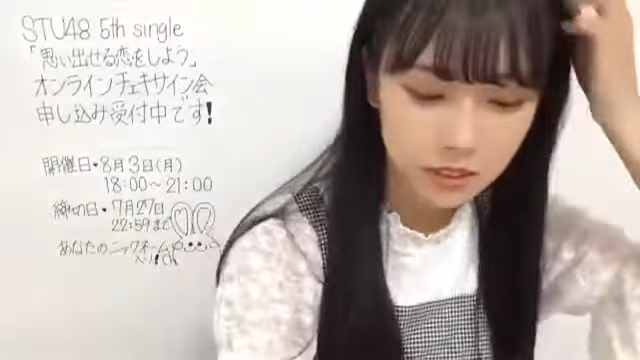 STU48 5th single
「思い出せる恋をしよう」
オンラインチェキサイン会
申し込み受付中です!
開催日・8月3日(月)
18:00〜21:00
締切日・7月27日
22:59まで
あなたのニックネーム
入り!